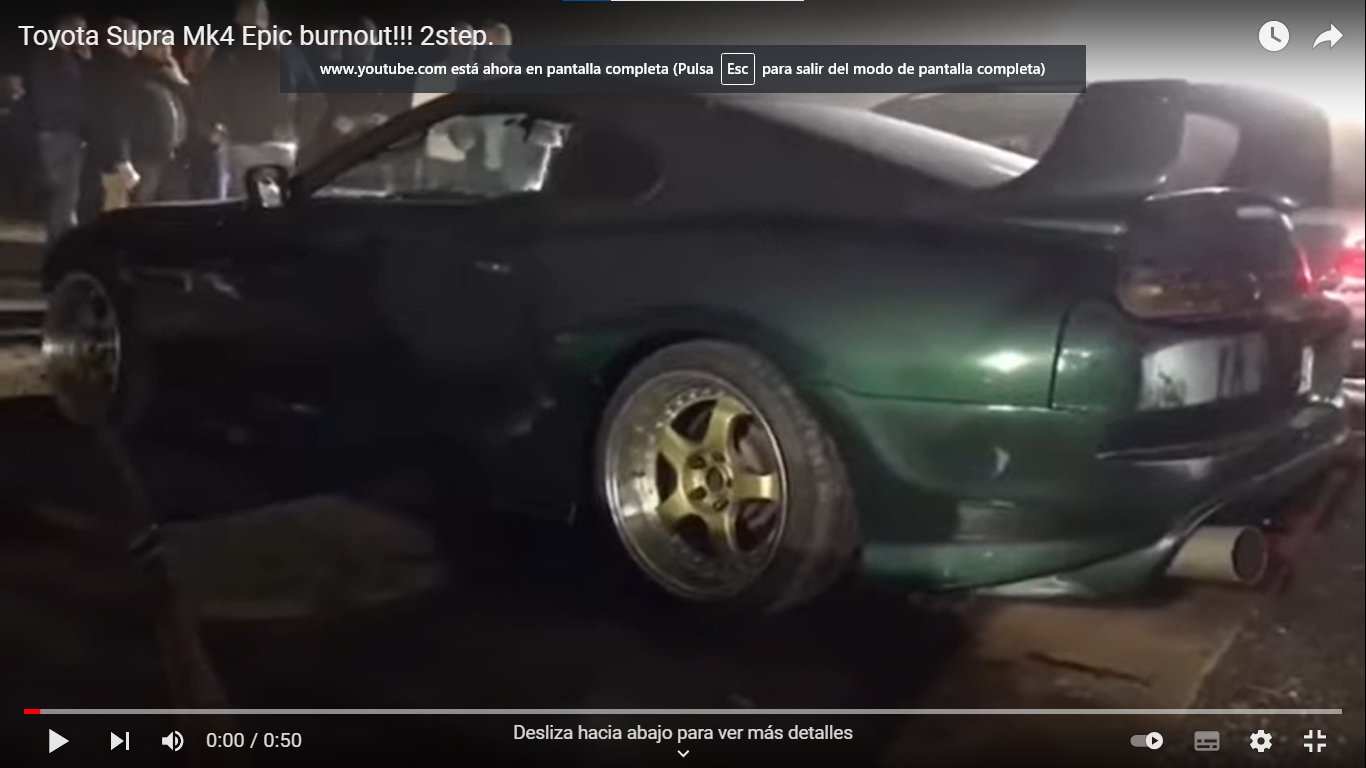 Toyota Supra Mk4 Epic burnout!!! 2step.
www.youtube.com está ahora en pantalla completa (Pulsa Esc para salir del modo de pantalla completa)
0:00 / 0:50
Desliza hacia abajo para ver más detalles